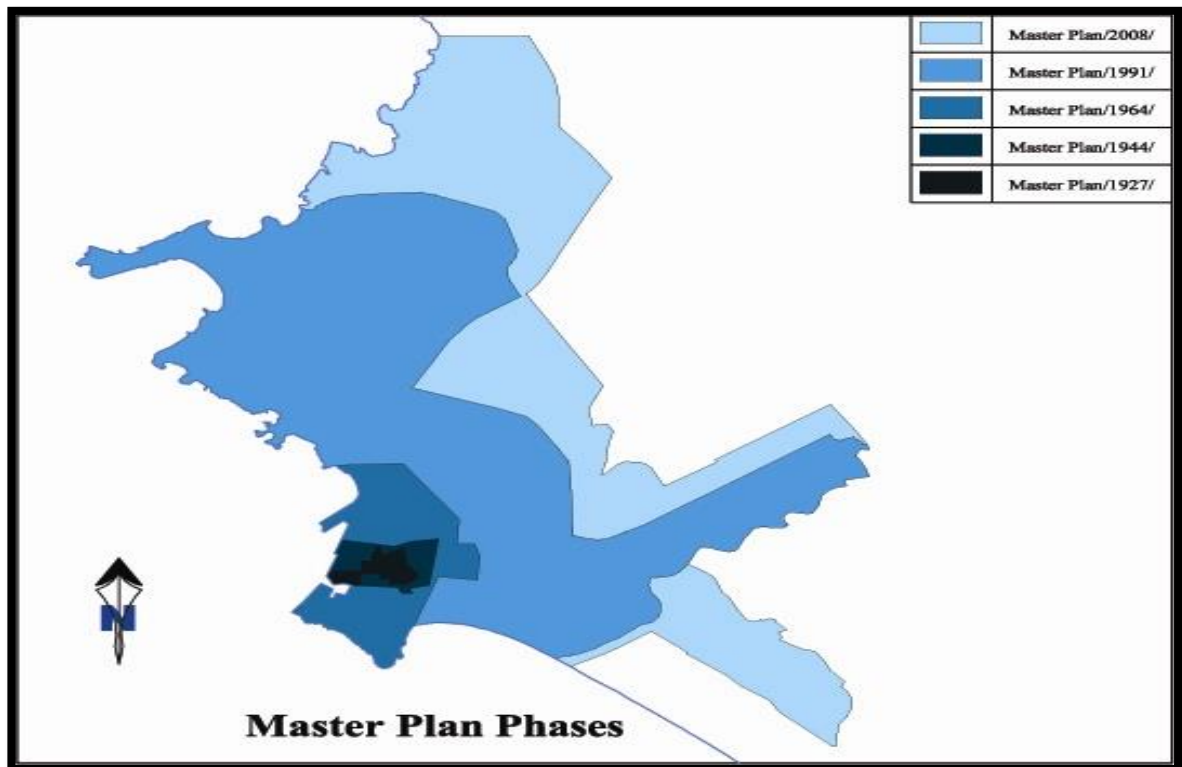 Master Plan/2008/
Master Plan/1991/
Master Plan/1964/
Master Plan/1944/
Master Plan/1927/
N
Master Plan Phases